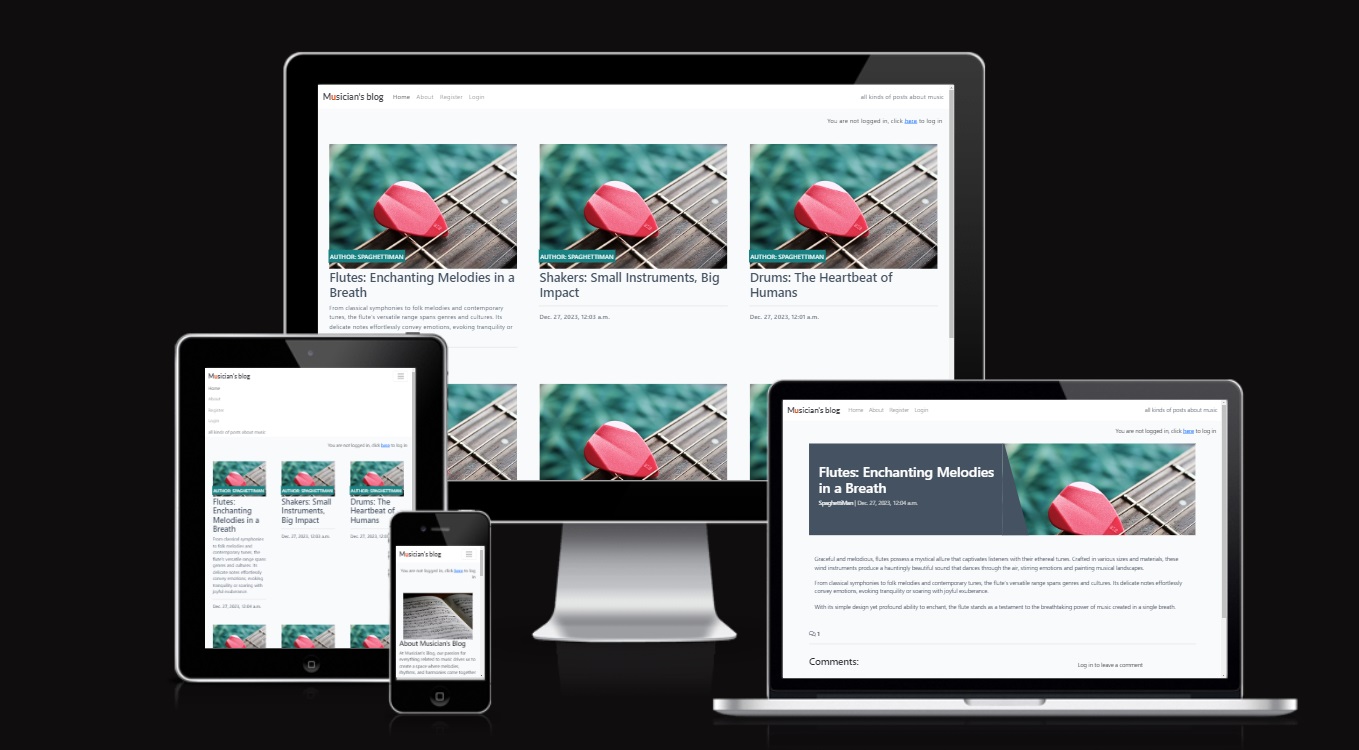 Musician's blog Home About Register Login all kinds of posts about music
You are not logged in, click here to log in
AUTHOR: SPAGHETTIMAN
Flutes: Enchanting Melodies in a
Breath
From classical symphonies to folk melodies and contemporary
tunes, the flute's versatile range spans genres and cultures. Its
delicate notes effortlessly convey emotions, evoking tranquility or
AUTHOR: SPAGHETTIMAN
Shakers: Small Instruments, Big
Impact
Dec. 27, 2023, 12:03 a.m.
AUTHOR: SPAGHETTIMAN
Drums: The Heartbeat of
Humans
Dec. 27, 2023, 12:01 a.m.
Musician's blog
Home
About
Register
Login
all kinds of posts about music
You are not logged in, click here to log in
AUTHOR: SPAGHETTIMAN
Flutes:
Enchanting
Melodies in a
Breath
From classical symphonies
to folk melodies and
contemporary tunes, the
flute's versatile range spans
genres and cultures. Its
delicate notes effortlessly
convey emotions, evoking
tranquility or soaring with
joyful exuberance.
Dec. 27, 2023, 12:04 a.m.
AUTHOR: SPAGHETTIMAN
Shakers: Small
Instruments,
Big Impact
Dec. 27, 2023, 12:03 a.m.
AUTHOR: SPAGHETTIMAN
Drums: The
Heartbeat of
Humans
Dec. 27, 2023, 12:01
Musician's blog
You are not logged in, click here to log
in
About Musician's Blog
At Musician's Blog, our passion for
everything related to music drives us to
create a space where melodies,
rhythms, and harmonies come together
Musician's blog Home About Register Login all kinds of posts about music
You are not logged in, click here to log in
Flutes: Enchanting Melodies
in a Breath
SpaghettiMan | Dec. 27, 2023, 12:04 a.m.
Graceful and melodious, flutes possess a mystical allure that captivates listeners with their ethereal tunes. Crafted in various sizes and materials, these
wind instruments produce a hauntingly beautiful sound that dances through the air, stirring emotions and painting musical landscapes.
From classical symphonies to folk melodies and contemporary tunes, the flute's versatile range spans genres and cultures. Its delicate notes effortlessly
convey emotions, evoking tranquility or soaring with joyful exuberance.
With its simple design yet profound ability to enchant, the flute stands as a testament to the breathtaking power of music created in a single breath.
1
Comments:
Log in to leave a comment